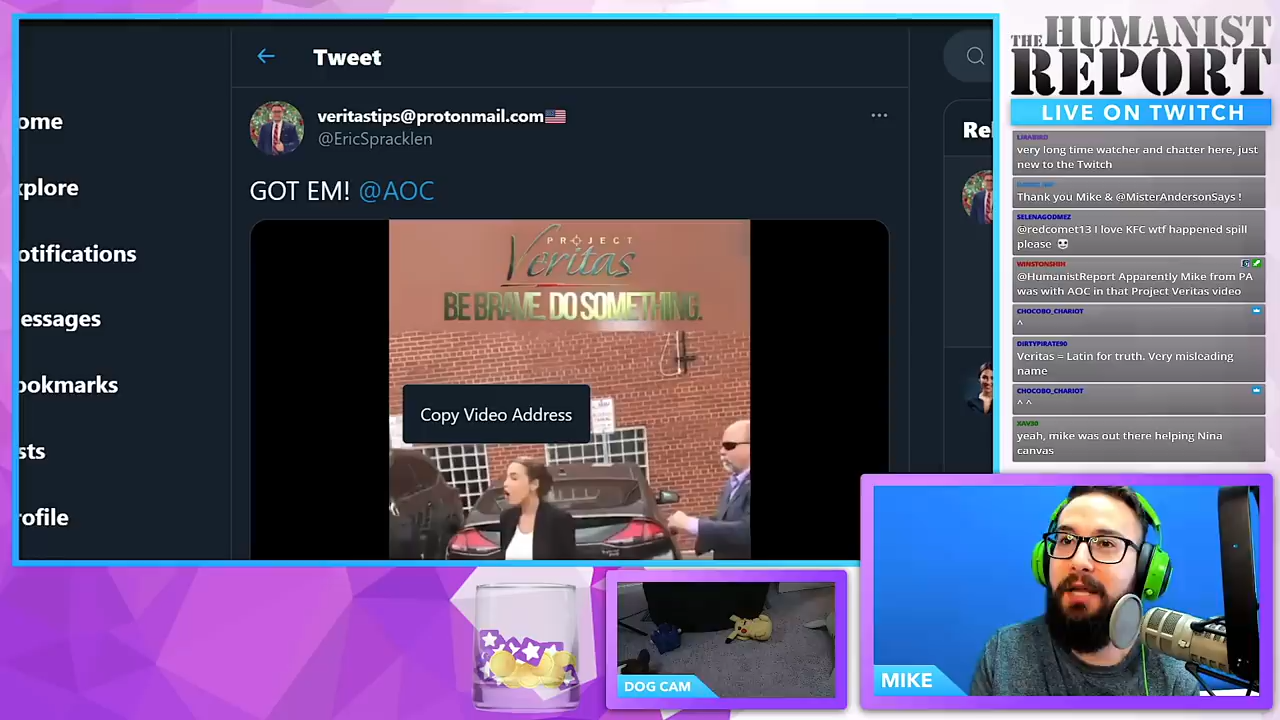 Tweet
ome
xplore
otifications
essages
ookmarks
sts
rofile
veritastips@protonmail.com
@EricSpracklen
GOT EM! @AOC
PROJECT
Veritas
BE BRAVE. DO SOMETHING.
Copy Video Address
Re
THE HUMANIST
REPORT
LIVE ON TWITCH
very long time watcher and chatter here, just
new to the Twitch
Thank you Mike & @MisterAndersonSays !
SELENAGODMEZ
@redcomet13 I love KFC wtf happened spill
please
WINSTONSHIH
@HumanistReport Apparently Mike from PA
was with AOC in that Project Veritas video
CHOCOBO_CHARIOT
^
DIRTYPIRATE90
Veritas = Latin for truth. Very misleading
name
CHOCOBO_CHARIOT
^ ^
XAV30
yeah, mike was out there helping Nina
canvas
DOG CAM
MIKE